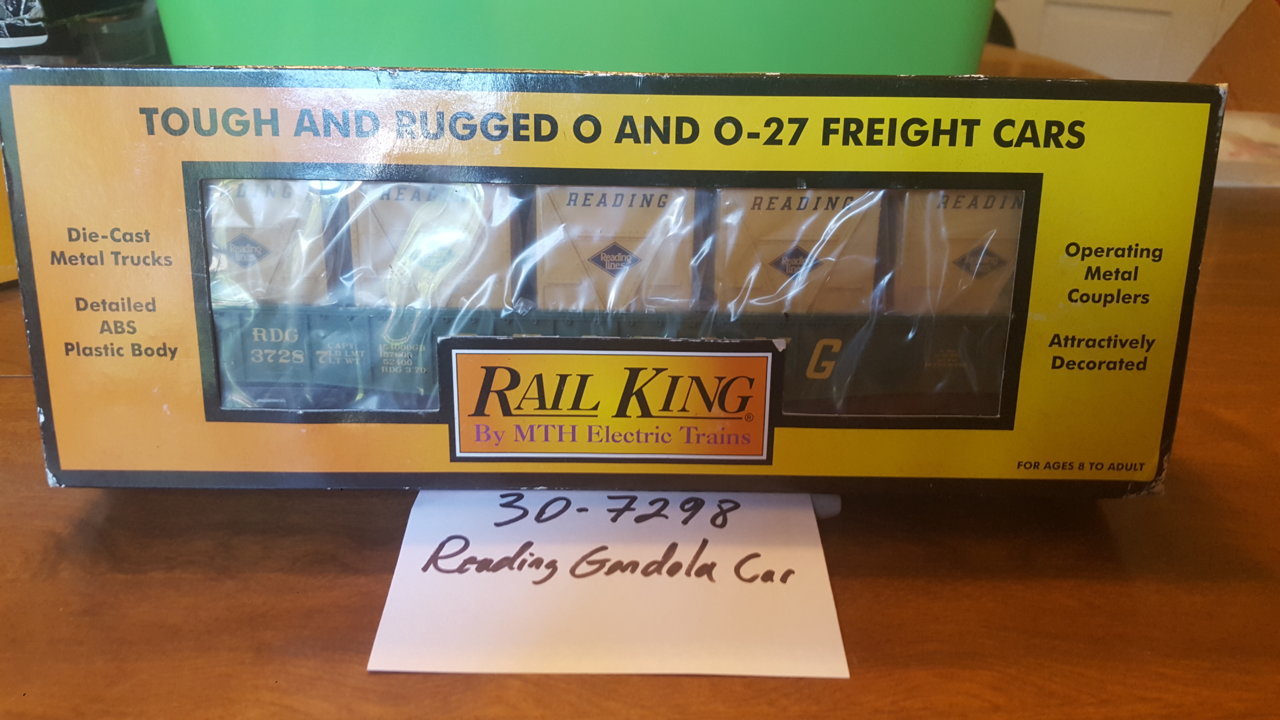 TOUGH AND RUGGED O AND O-27 FREIGHT CARS
Die-Cast
Metal Trucks
Detailed
ABS
Plastic Body
READING
READING
READIN
Reading
lines
Reading
lines
RDG
3728
G
Operating
Metal
Couplers
Attractively
Decorated
RAIL KING®
By MTH Electric Trains
FOR AGES 8 TO ADULT
30-7298
Reading Gondola Car